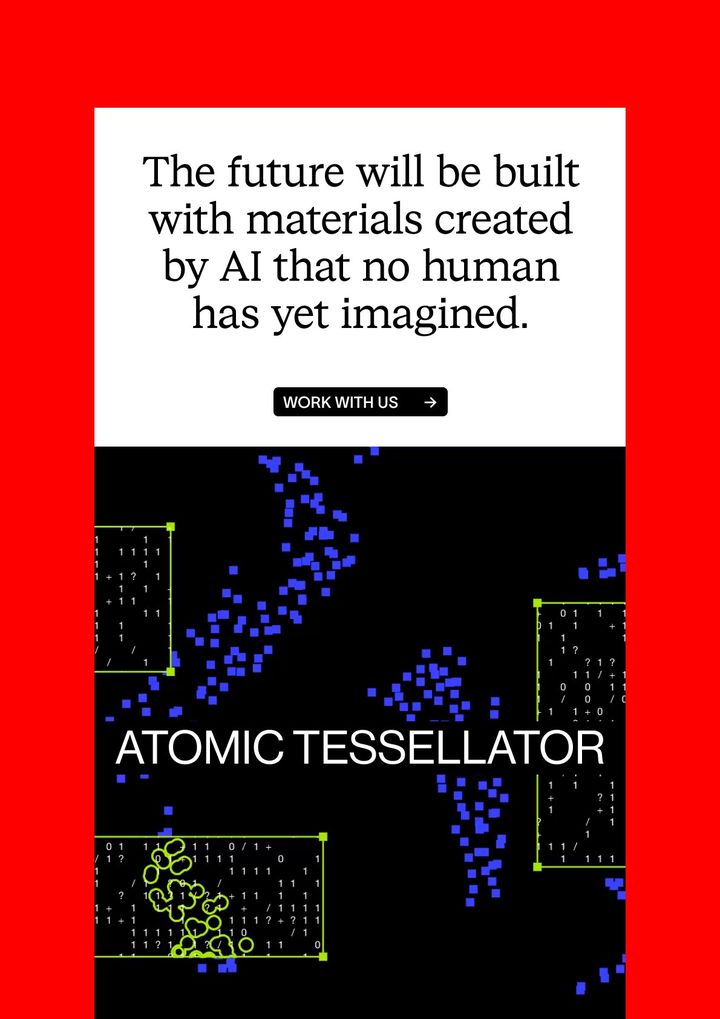 The future will be built
with materials created
by AI that no human
has yet imagined.
WORK WITH US →
ATOMIC TESSELLATOR